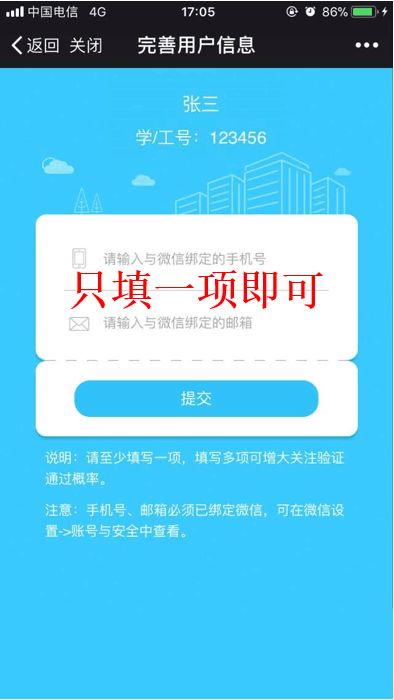 中国电信 4G 17:05 86%
返回 关闭 完善用户信息
张三
学/工号：123456
请输入与微信绑定的手机号
只填一项即可
请输入与微信绑定的邮箱
提交
说明：请至少填写一项，填写多项可增大关注验证
通过概率。
注意：手机号、邮箱必须已绑定微信，可在微信设
置->账号与安全中查看。